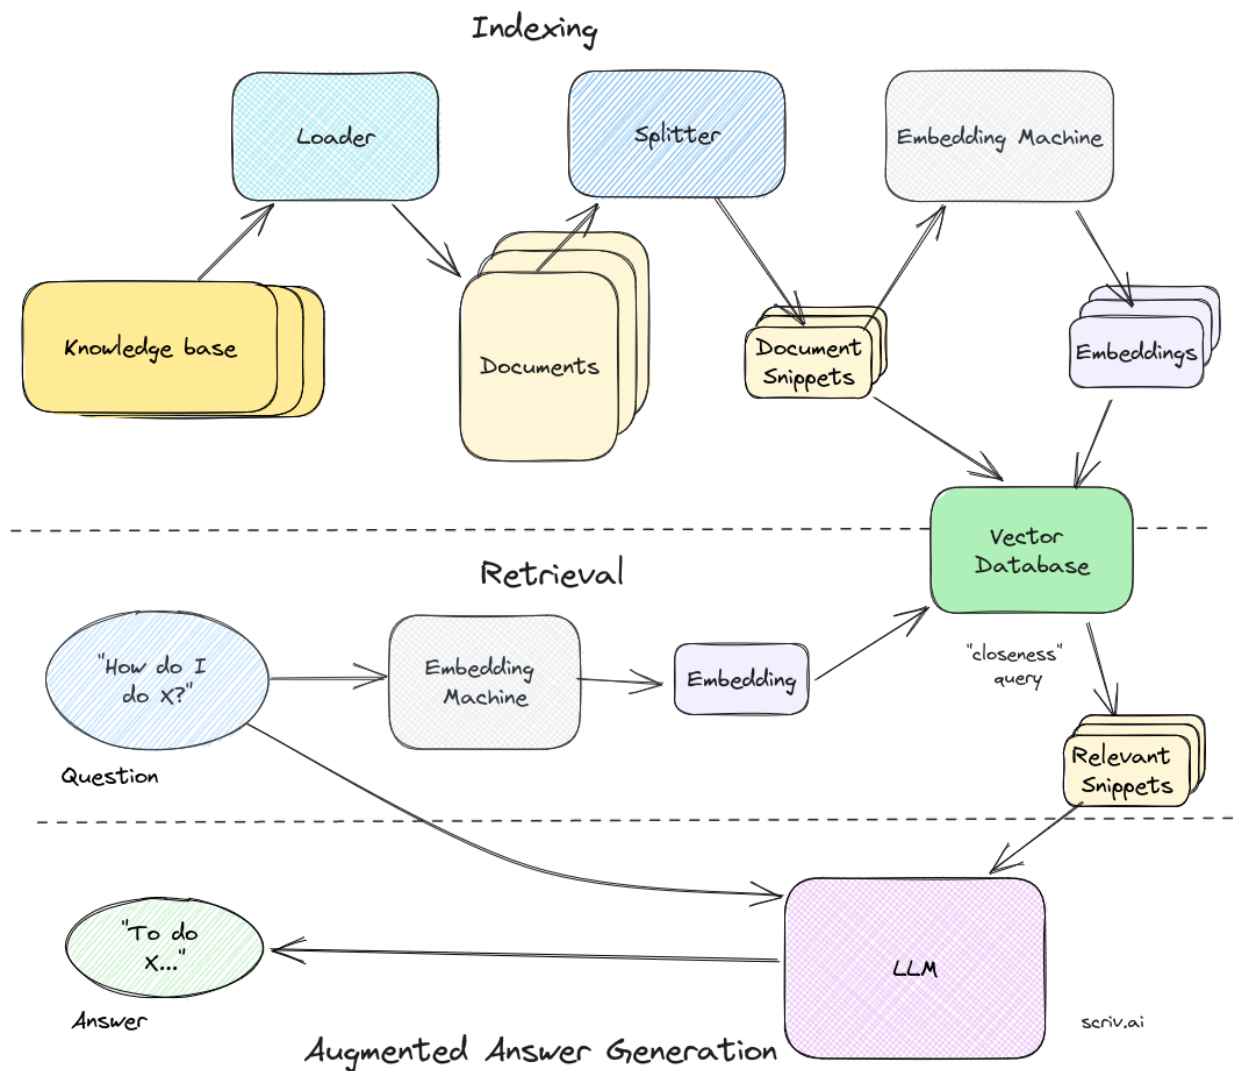 Indexing
Loader
Splitter
Embedding Machine
Knowledge base
Documents
Document
Snippets
Embeddings
Vector
Database
Retrieval
"How do I
do X?"
Question
Embedding
Machine
Embedding
"closeness"
query
Relevant
Snippets
"To do
X..."
Answer
LLM
scriv.ai
Augmented Answer Generation